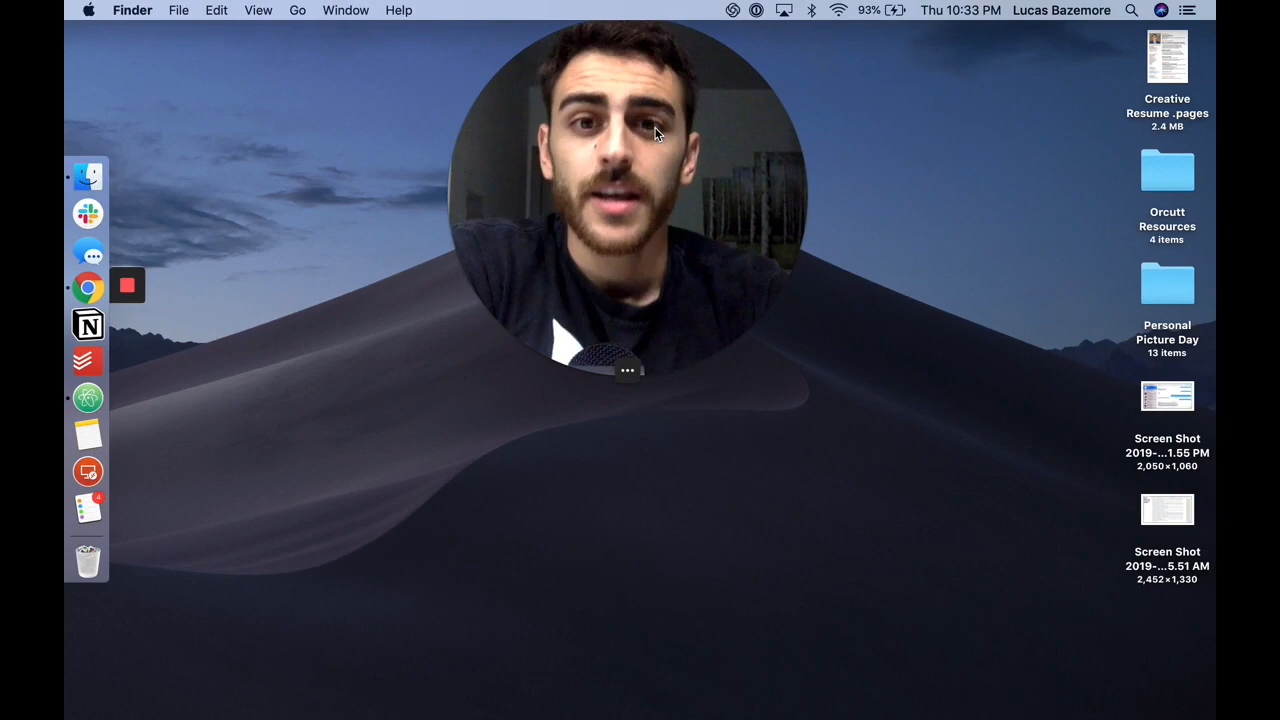 Finder File Edit View Go Window Help 93% Thu 10:33 PM Lucas Bazemore
Creative
Resume .pages
2.4 MB
Orcutt
Resources
4 items
Personal
Picture Day
13 items
Screen Shot
2019-...1.55 PM
2,050×1,060
Screen Shot
2019-...5.51 AM
2,452×1,330
4